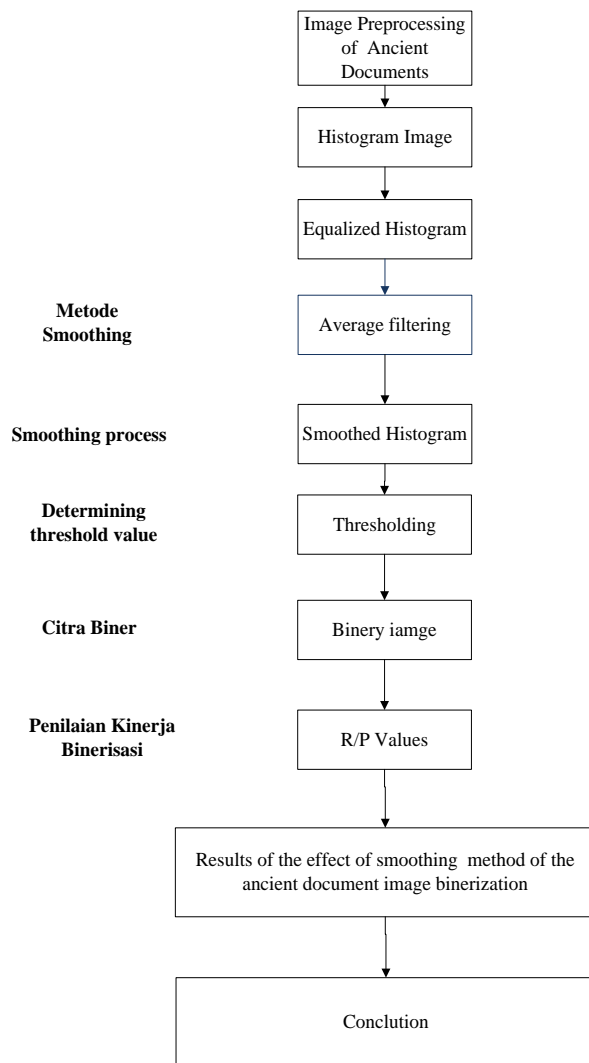 Image Preprocessing
of Ancient
Documents
Histogram Image
Equalized Histogram
Metode
Smoothing
Average filtering
Smoothing process
Smoothed Histogram
Determining
threshold value
Thresholding
Citra Biner
Binery iamge
Penilaian Kinerja
Binerisasi
R/P Values
Results of the effect of smoothing method of the
ancient document image binerization
Conclution